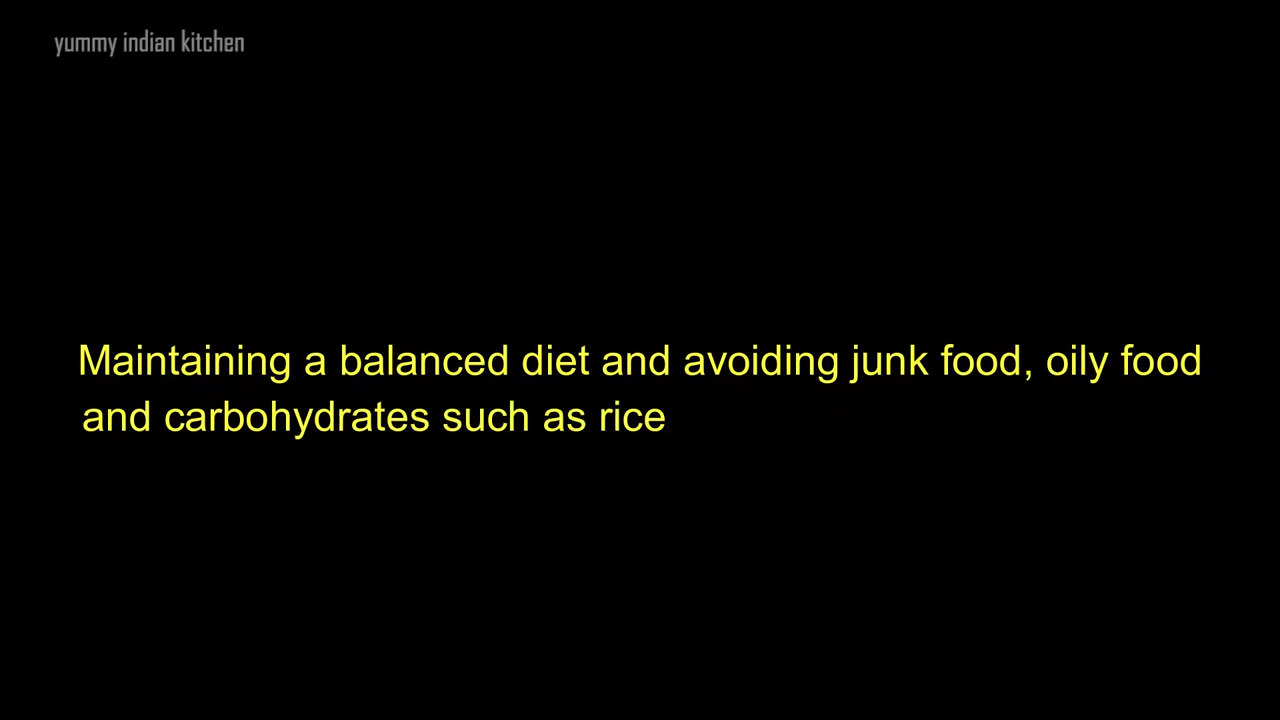 yummy indian kitchen
Maintaining a balanced diet and avoiding junk food, oily food
and carbohydrates such as rice